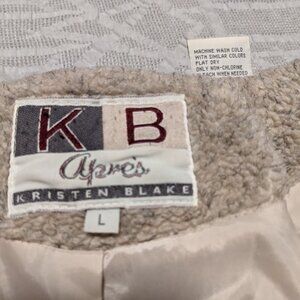 MACHINE WASH COLD
WITH SIMILAR COLORS
FLAT DRY
ONLY NON-CHLORINE
BLEACH WHEN NEEDED
K B
après
KRISTEN BLAKE
L